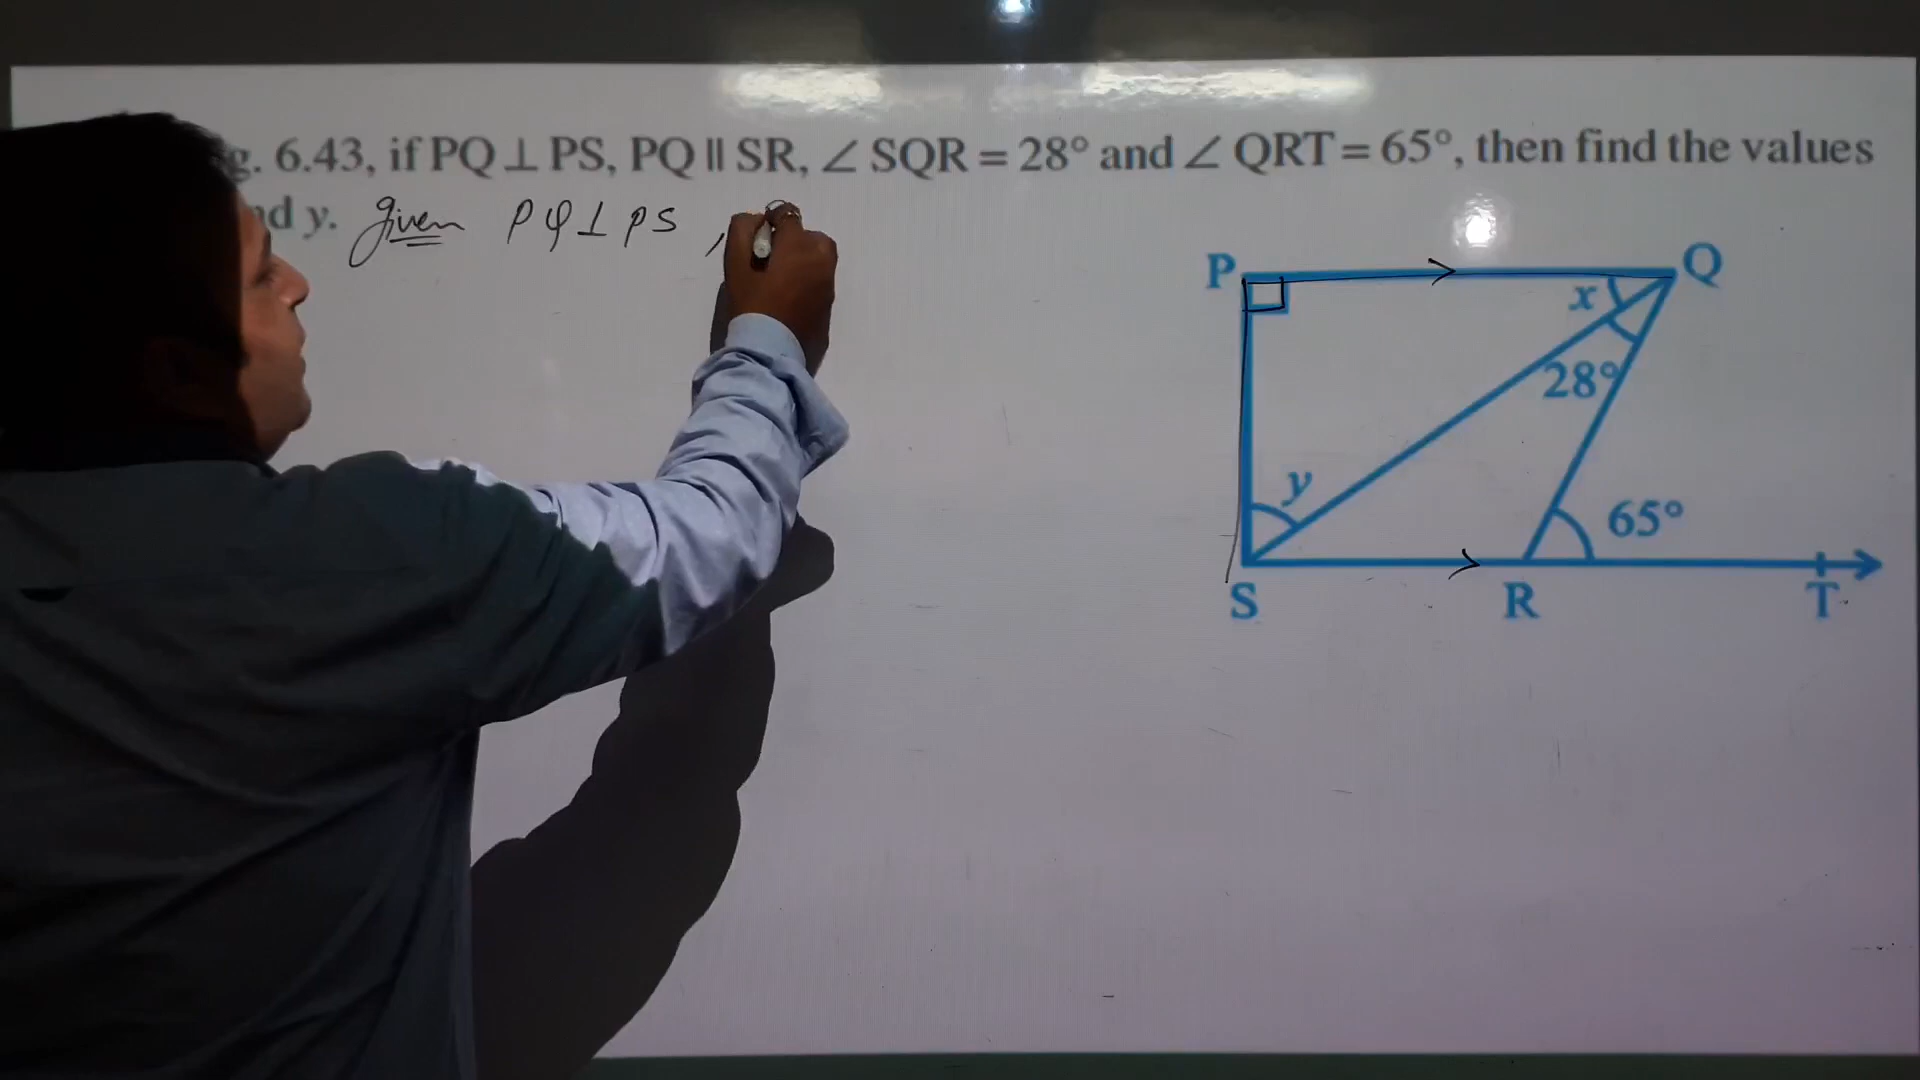 g. 6.43, if PQ ⊥ PS, PQ || SR, ∠ SQR = 28° and ∠ QRT = 65°, then find the values
nd y. given PQ ⊥ PS ,
P
Q
x
28°
y
65°
S
R
T